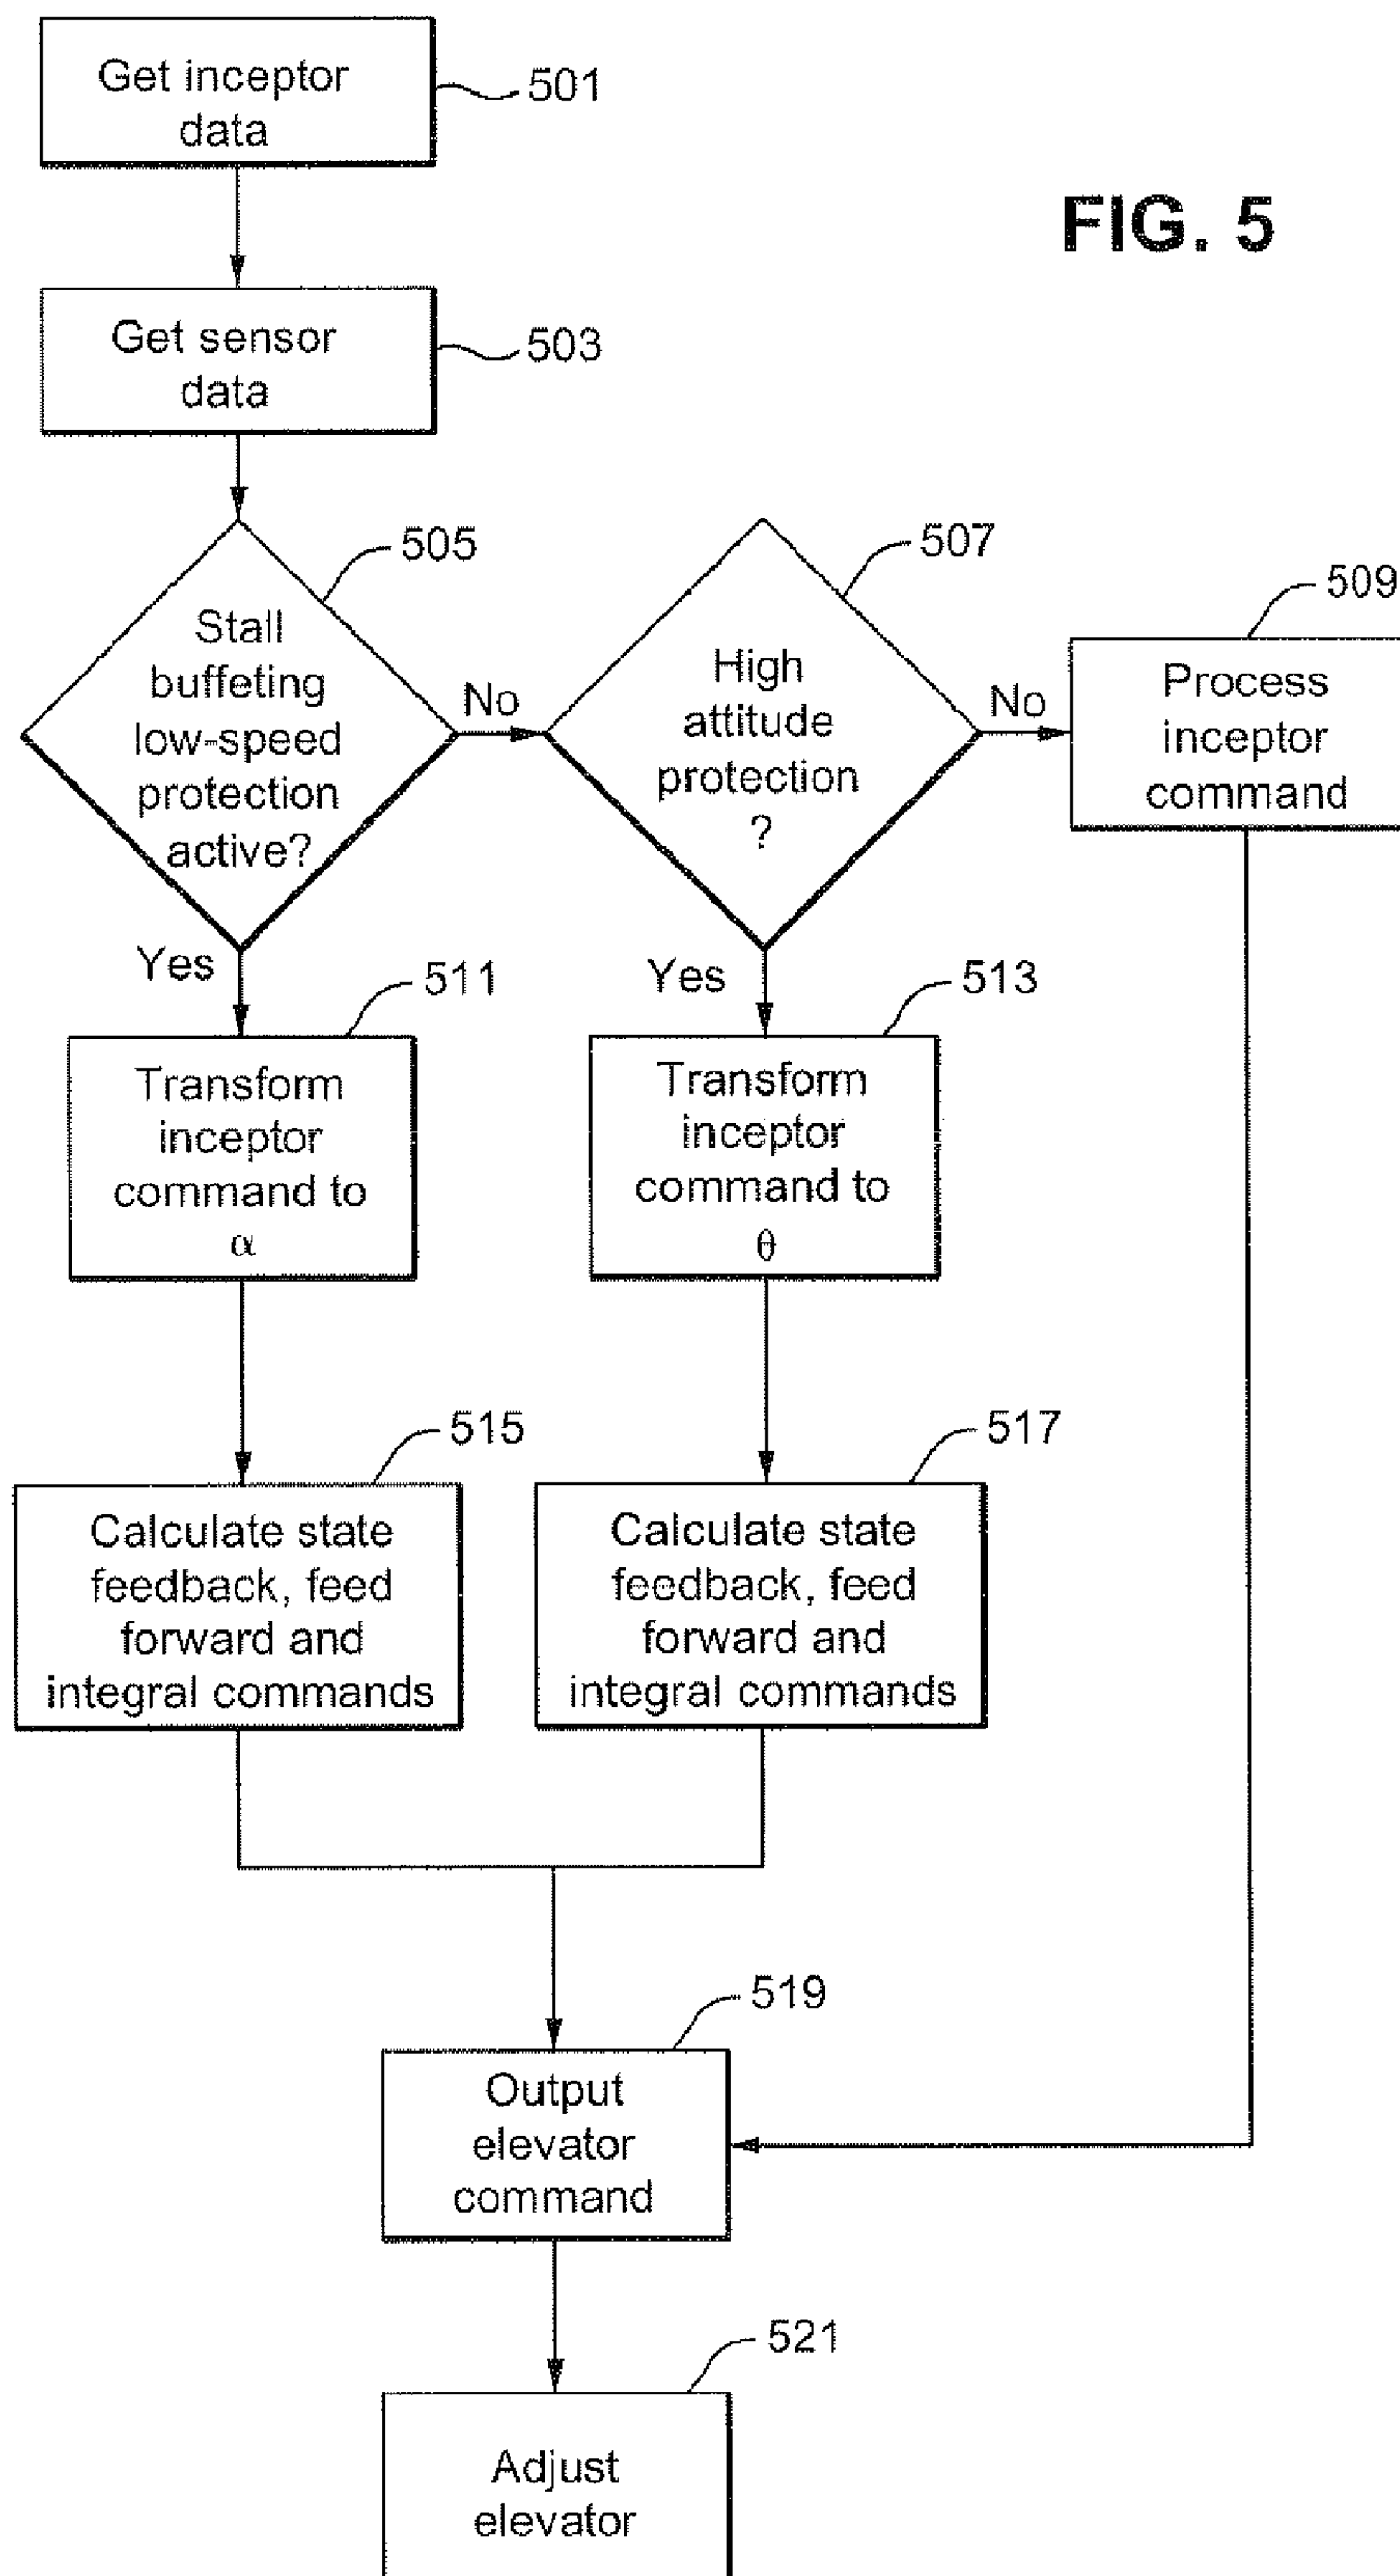 Get inceptor
data
501
FIG. 5
Get sensor
data
503
505
Stall
buffeting
low-speed
protection
active?
No
507
High
attitude
protection
?
No
509
Process
inceptor
command
Yes
511
Transform
inceptor
command to
α
Yes
513
Transform
inceptor
command to
θ
515
Calculate state
feedback, feed
forward and
integral commands
517
Calculate state
feedback, feed
forward and
integral commands
519
Output
elevator
command
521
Adjust
elevator